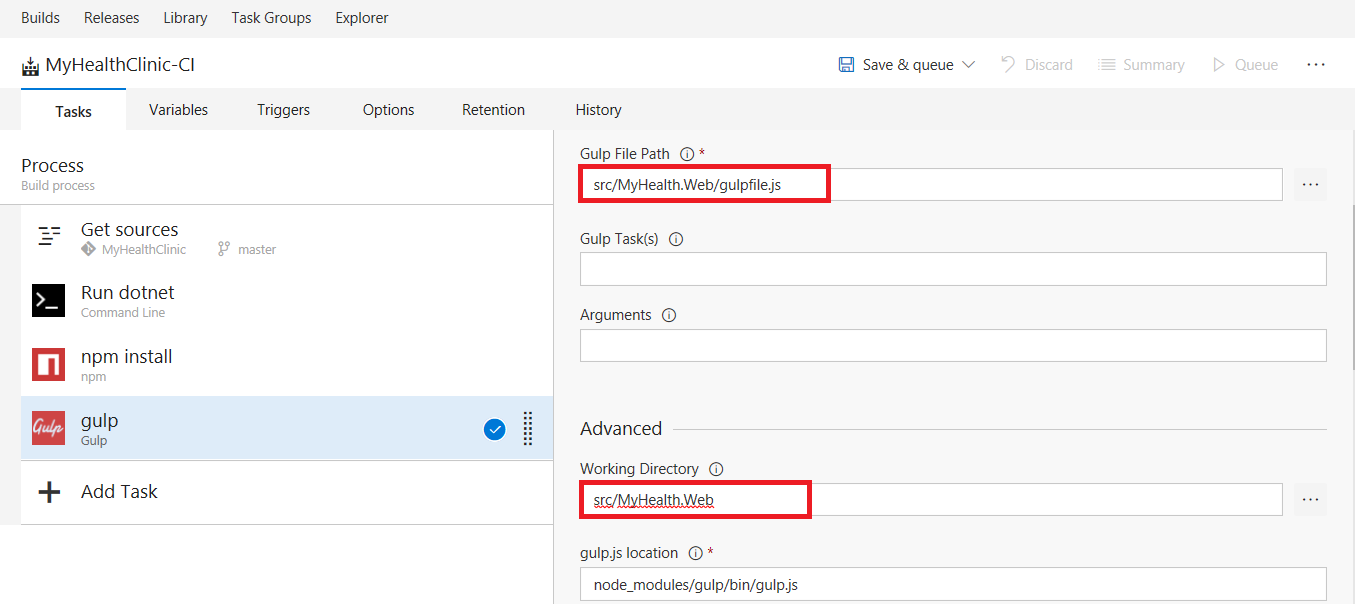 Builds Releases Library Task Groups Explorer
MyHealthClinic-CI Save & queue Discard Summary Queue ...
Tasks Variables Triggers Options Retention History
Process
Build process
Get sources
MyHealthClinic master
Run dotnet
Command Line
npm install
npm
Gulp gulp
Gulp
Add Task
Gulp File Path *
src/MyHealth.Web/gulpfile.js ...
Gulp Task(s)
Arguments
Advanced
Working Directory
src/MyHealth.Web ...
gulp.js location *
node_modules/gulp/bin/gulp.js